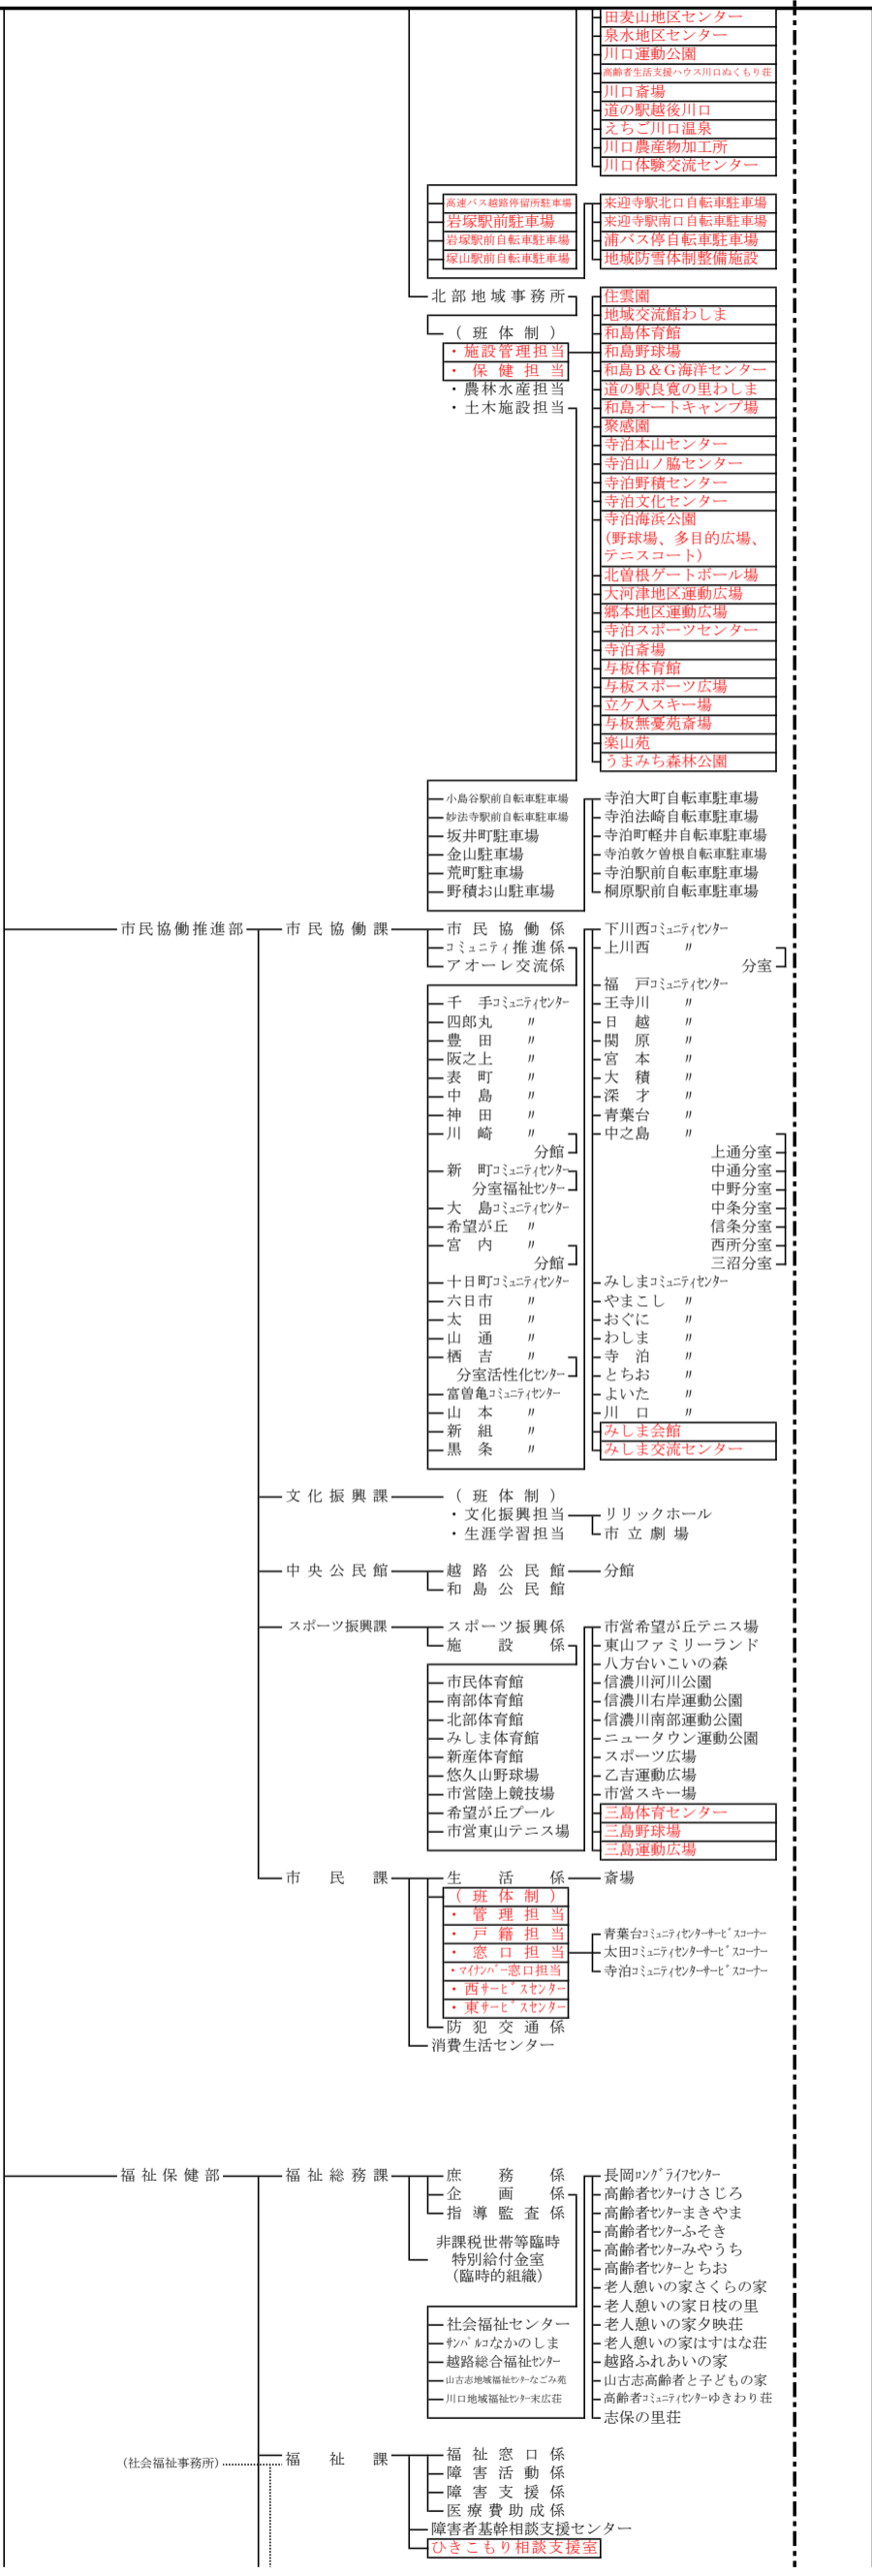 田麦山地区センター
泉水地区センター
川口運動公園
高齢者生活支援ハウス川口ぬくもり荘
川口斎場
道の駅越後川口
えちご川口温泉
川口農産物加工所
川口体験交流センター
高速バス越路停留所駐車場
岩塚駅前駐車場
岩塚駅前自転車駐車場
塚山駅前自転車駐車場
来迎寺駅北口自転車駐車場
来迎寺駅南口自転車駐車場
浦バス停自転車駐車場
地域防雪体制整備施設
北部地域事務所
（班体制）
・施設管理担当
・保健担当
・農林水産担当
・土木施設担当
住雲園
地域交流館わしま
和島体育館
和島野球場
和島Ｂ＆Ｇ海洋センター
道の駅良寛の里わしま
和島オートキャンプ場
聚感園
寺泊本山センター
寺泊山ノ脇センター
寺泊野積センター
寺泊文化センター
寺泊海浜公園
（野球場、多目的広場、
テニスコート）
北曽根ゲートボール場
大河津地区運動広場
郷本地区運動広場
寺泊スポーツセンター
寺泊斎場
与板体育館
与板スポーツ広場
立ケ入スキー場
与板無憂苑斎場
楽山苑
うまみち森林公園
小島谷駅前自転車駐車場
妙法寺駅前自転車駐車場
坂井町駐車場
金山駐車場
荒町駐車場
野積お山駐車場
寺泊大町自転車駐車場
寺泊法崎自転車駐車場
寺泊町軽井自転車駐車場
寺泊敦ケ曽根自転車駐車場
寺泊駅前自転車駐車場
桐原駅前自転車駐車場
市民協働推進部
市民協働課
市民協働係
コミュニティ推進係
アオーレ交流係
千　手コミュニティセンター
四郎丸　〃
豊　田　〃
阪之上　〃
表　町　〃
中　島　〃
神　田　〃
川　崎　〃
分館
新　町コミュニティセンター
分室福祉センター
大　島コミュニティセンター
希望が丘　〃
宮　内　〃
分館
十日町コミュニティセンター
六日市　〃
太　田　〃
山　通　〃
栖　吉　〃
分室活性化センター
富曽亀コミュニティセンター
山　本　〃
新　組　〃
黒　条　〃
下川西コミュニティセンター
上川西　〃
分室
福　戸コミュニティセンター
王寺川　〃
日　越　〃
関　原　〃
宮　本　〃
大　積　〃
深　才　〃
青葉台　〃
中之島　〃
上通分室
中通分室
中野分室
中条分室
信条分室
西所分室
三沼分室
みしまコミュニティセンター
やまこし　〃
おぐに　〃
わしま　〃
寺　泊　〃
とちお　〃
よいた　〃
川　口　〃
みしま会館
みしま交流センター
文化振興課
（班体制）
・文化振興担当
・生涯学習担当
リリックホール
市立劇場
中央公民館
越路公民館
和島公民館
分館
スポーツ振興課
スポーツ振興係
施設係
市民体育館
南部体育館
北部体育館
みしま体育館
新産体育館
悠久山野球場
市営陸上競技場
希望が丘プール
市営東山テニス場
市営希望が丘テニス場
東山ファミリーランド
八方台いこいの森
信濃川河川公園
信濃川右岸運動公園
信濃川南部運動公園
ニュータウン運動公園
スポーツ広場
乙吉運動広場
市営スキー場
三島体育センター
三島野球場
三島運動広場
市民課
生活係
斎場
（班体制）
・管理担当
・戸籍担当
・窓口担当
・マイナンバー窓口担当
・西サービスセンター
・東サービスセンター
防犯交通係
消費生活センター
青葉台コミュニティセンターサービスコーナー
太田コミュニティセンターサービスコーナー
寺泊コミュニティセンターサービスコーナー
福祉保健部
福祉総務課
庶務係
企画係
指導監査係
非課税世帯等臨時
特別給付金室
（臨時的組織）
社会福祉センター
サンパルコなかのしま
越路総合福祉センター
山古志地域福祉センターなごみ苑
川口地域福祉センター末広荘
長岡ロングライフセンター
高齢者センターけさじろ
高齢者センターまきやま
高齢者センターふそき
高齢者センターみやうち
高齢者センターとちお
老人憩いの家さくらの家
老人憩いの家日枝の里
老人憩いの家夕映荘
老人憩いの家はすはな荘
越路ふれあいの家
山古志高齢者と子どもの家
高齢者コミュニティセンターゆきわり荘
志保の里荘
（社会福祉事務所）
福祉課
福祉窓口係
障害活動係
障害支援係
医療費助成係
障害者基幹相談支援センター
ひきこもり相談支援室